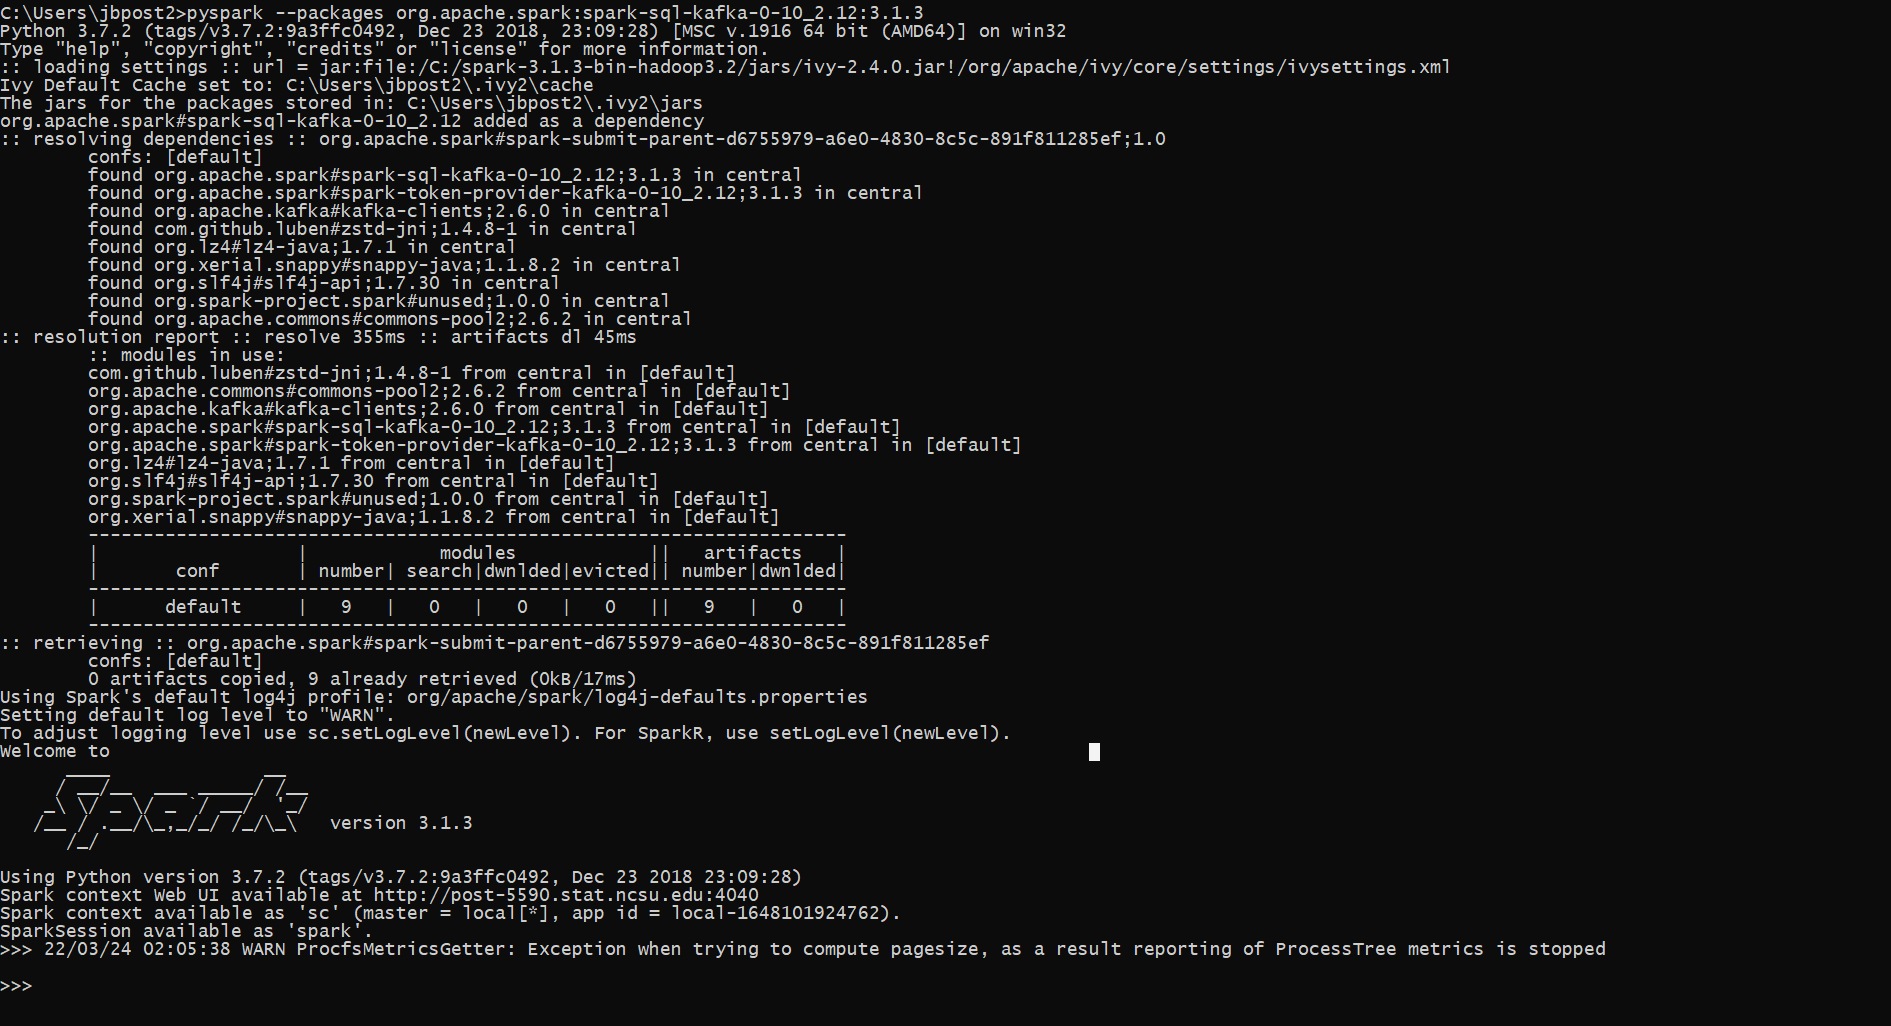 C:\Users\jbpost2>pyspark --packages org.apache.spark:spark-sql-kafka-0-10_2.12:3.1.3
Python 3.7.2 (tags/v3.7.2:9a3ffc0492, Dec 23 2018, 23:09:28) [MSC v.1916 64 bit (AMD64)] on win32
Type "help", "copyright", "credits" or "license" for more information.
:: loading settings :: url = jar:file:/C:/spark-3.1.3-bin-hadoop3.2/jars/ivy-2.4.0.jar!/org/apache/ivy/core/settings/ivysettings.xml
Ivy Default Cache set to: C:\Users\jbpost2\.ivy2\cache
The jars for the packages stored in: C:\Users\jbpost2\.ivy2\jars
org.apache.spark#spark-sql-kafka-0-10_2.12 added as a dependency
:: resolving dependencies :: org.apache.spark#spark-submit-parent-d6755979-a6e0-4830-8c5c-891f811285ef;1.0
        confs: [default]
        found org.apache.spark#spark-sql-kafka-0-10_2.12;3.1.3 in central
        found org.apache.spark#spark-token-provider-kafka-0-10_2.12;3.1.3 in central
        found org.apache.kafka#kafka-clients;2.6.0 in central
        found com.github.luben#zstd-jni;1.4.8-1 in central
        found org.lz4#lz4-java;1.7.1 in central
        found org.xerial.snappy#snappy-java;1.1.8.2 in central
        found org.slf4j#slf4j-api;1.7.30 in central
        found org.spark-project.spark#unused;1.0.0 in central
        found org.apache.commons#commons-pool2;2.6.2 in central
:: resolution report :: resolve 355ms :: artifacts dl 45ms
        :: modules in use:
        com.github.luben#zstd-jni;1.4.8-1 from central in [default]
        org.apache.commons#commons-pool2;2.6.2 from central in [default]
        org.apache.kafka#kafka-clients;2.6.0 from central in [default]
        org.apache.spark#spark-sql-kafka-0-10_2.12;3.1.3 from central in [default]
        org.apache.spark#spark-token-provider-kafka-0-10_2.12;3.1.3 from central in [default]
        org.lz4#lz4-java;1.7.1 from central in [default]
        org.slf4j#slf4j-api;1.7.30 from central in [default]
        org.spark-project.spark#unused;1.0.0 from central in [default]
        org.xerial.snappy#snappy-java;1.1.8.2 from central in [default]
        ---------------------------------------------------------------------
        |                  |            modules            ||   artifacts   |
        |       conf       | number| search|dwnlded|evicted|| number|dwnlded|
        ---------------------------------------------------------------------
        |      default     |   9   |   0   |   0   |   0   ||   9   |   0   |
        ---------------------------------------------------------------------
:: retrieving :: org.apache.spark#spark-submit-parent-d6755979-a6e0-4830-8c5c-891f811285ef
        confs: [default]
        0 artifacts copied, 9 already retrieved (0kB/17ms)
Using Spark's default log4j profile: org/apache/spark/log4j-defaults.properties
Setting default log level to "WARN".
To adjust logging level use sc.setLogLevel(newLevel). For SparkR, use setLogLevel(newLevel).
Welcome to
      ____              __
     / __/__  ___ _____/ /__
    _\ \/ _ \/ _ `/ __/  '_/
   /__ / .__/\_,_/_/ /_/\_\   version 3.1.3
      /_/
Using Python version 3.7.2 (tags/v3.7.2:9a3ffc0492, Dec 23 2018 23:09:28)
Spark context Web UI available at http://post-5590.stat.ncsu.edu:4040
Spark context available as 'sc' (master = local[*], app id = local-1648101924762).
SparkSession available as 'spark'.
>>> 22/03/24 02:05:38 WARN ProcfsMetricsGetter: Exception when trying to compute pagesize, as a result reporting of ProcessTree metrics is stopped
>>>